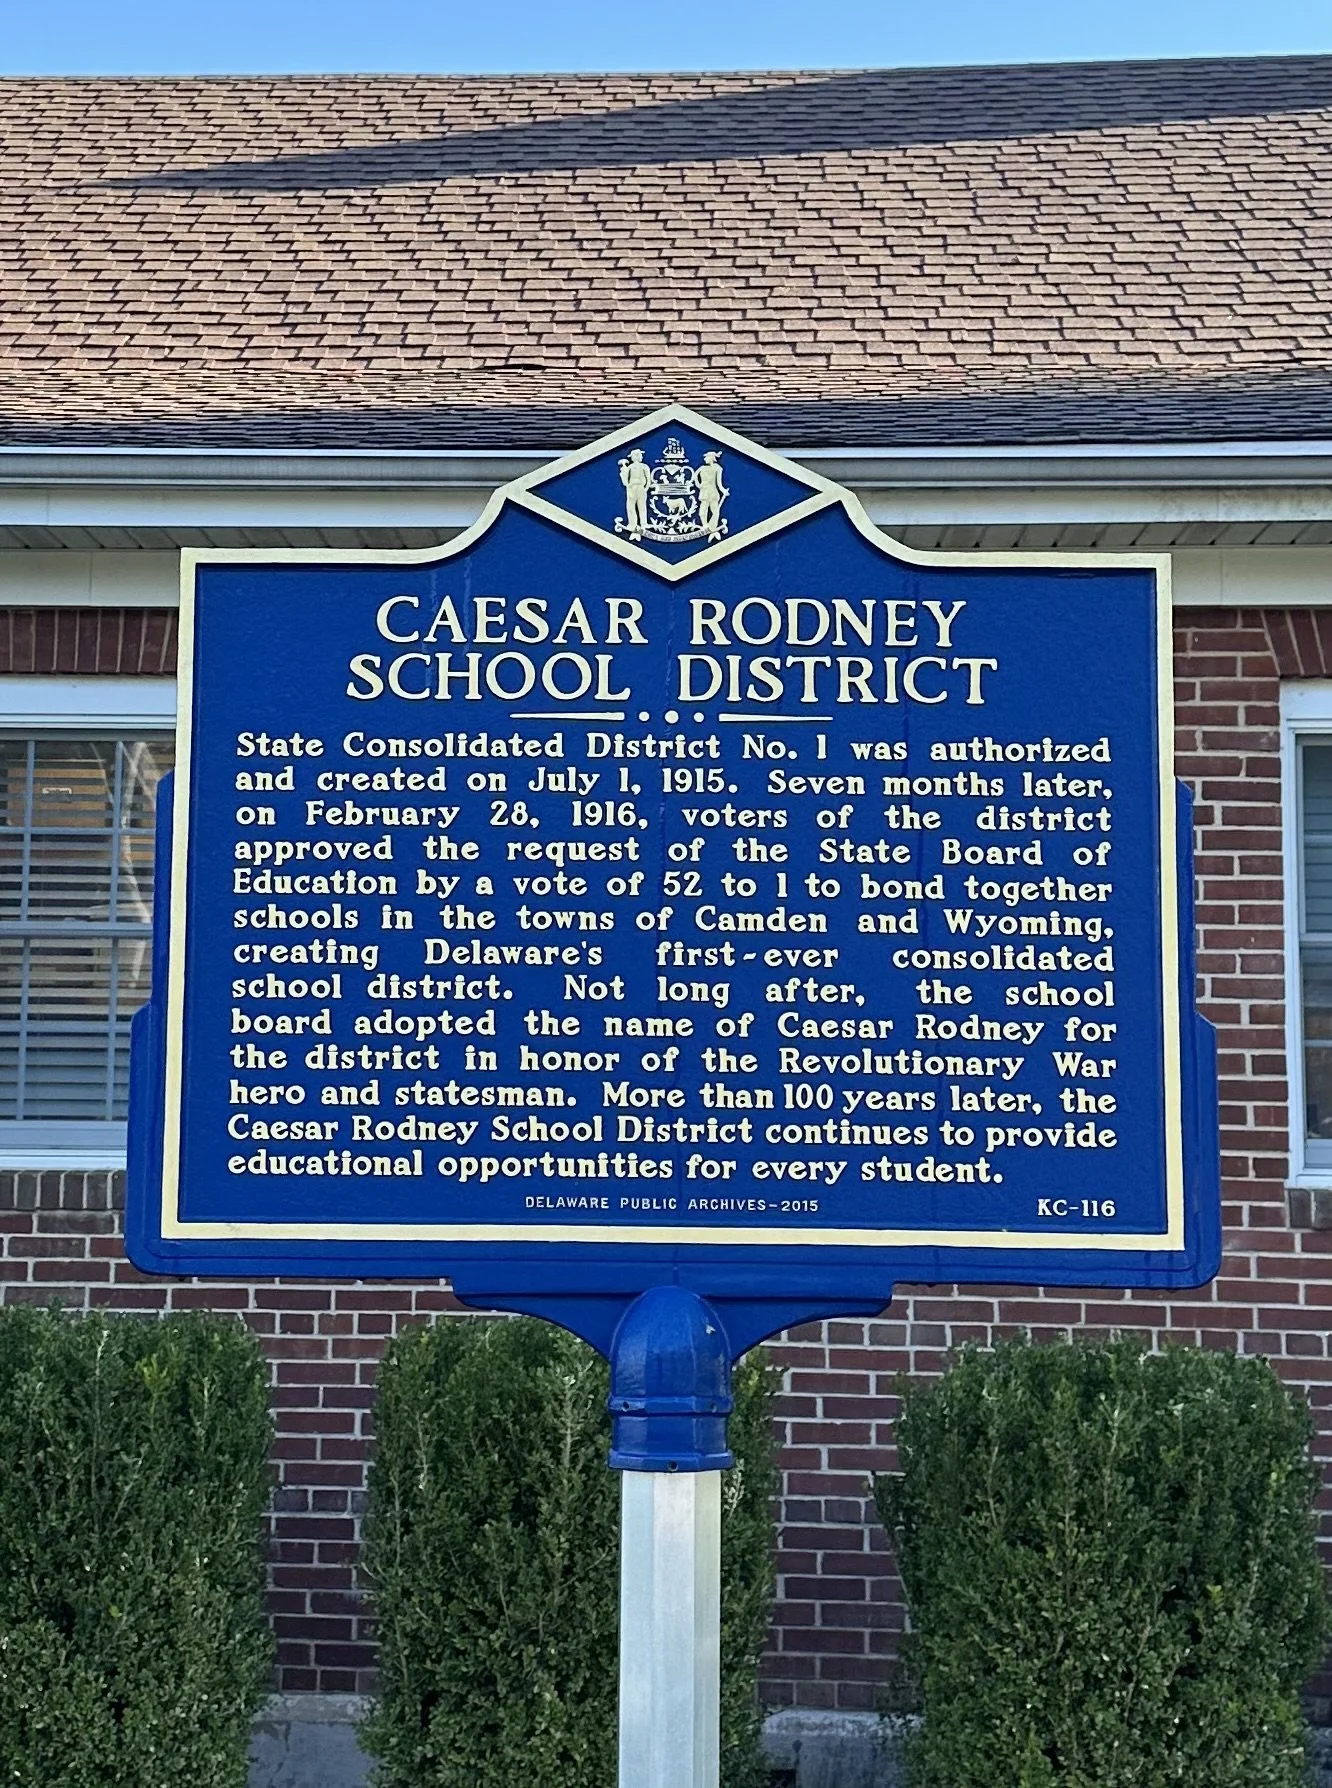 CAESAR RODNEY
SCHOOL DISTRICT
State Consolidated District No. 1 was authorized
and created on July 1, 1915. Seven months later,
on February 28, 1916, voters of the district
approved the request of the State Board of
Education by a vote of 52 to 1 to bond together
schools in the towns of Camden and Wyoming,
creating Delaware's first-ever consolidated
school district. Not long after, the school
board adopted the name of Caesar Rodney for
the district in honor of the Revolutionary War
hero and statesman. More than 100 years later, the
Caesar Rodney School District continues to provide
educational opportunities for every student.
DELAWARE PUBLIC ARCHIVES-2015
KC-116